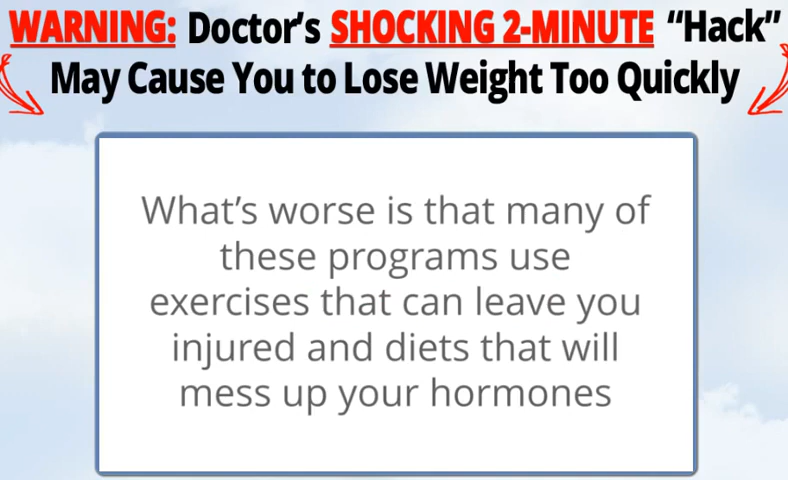 WARNING: Doctor's SHOCKING 2-MINUTE “Hack”
May Cause You to Lose Weight Too Quickly
What's worse is that many of
these programs use
exercises that can leave you
injured and diets that will
mess up your hormones